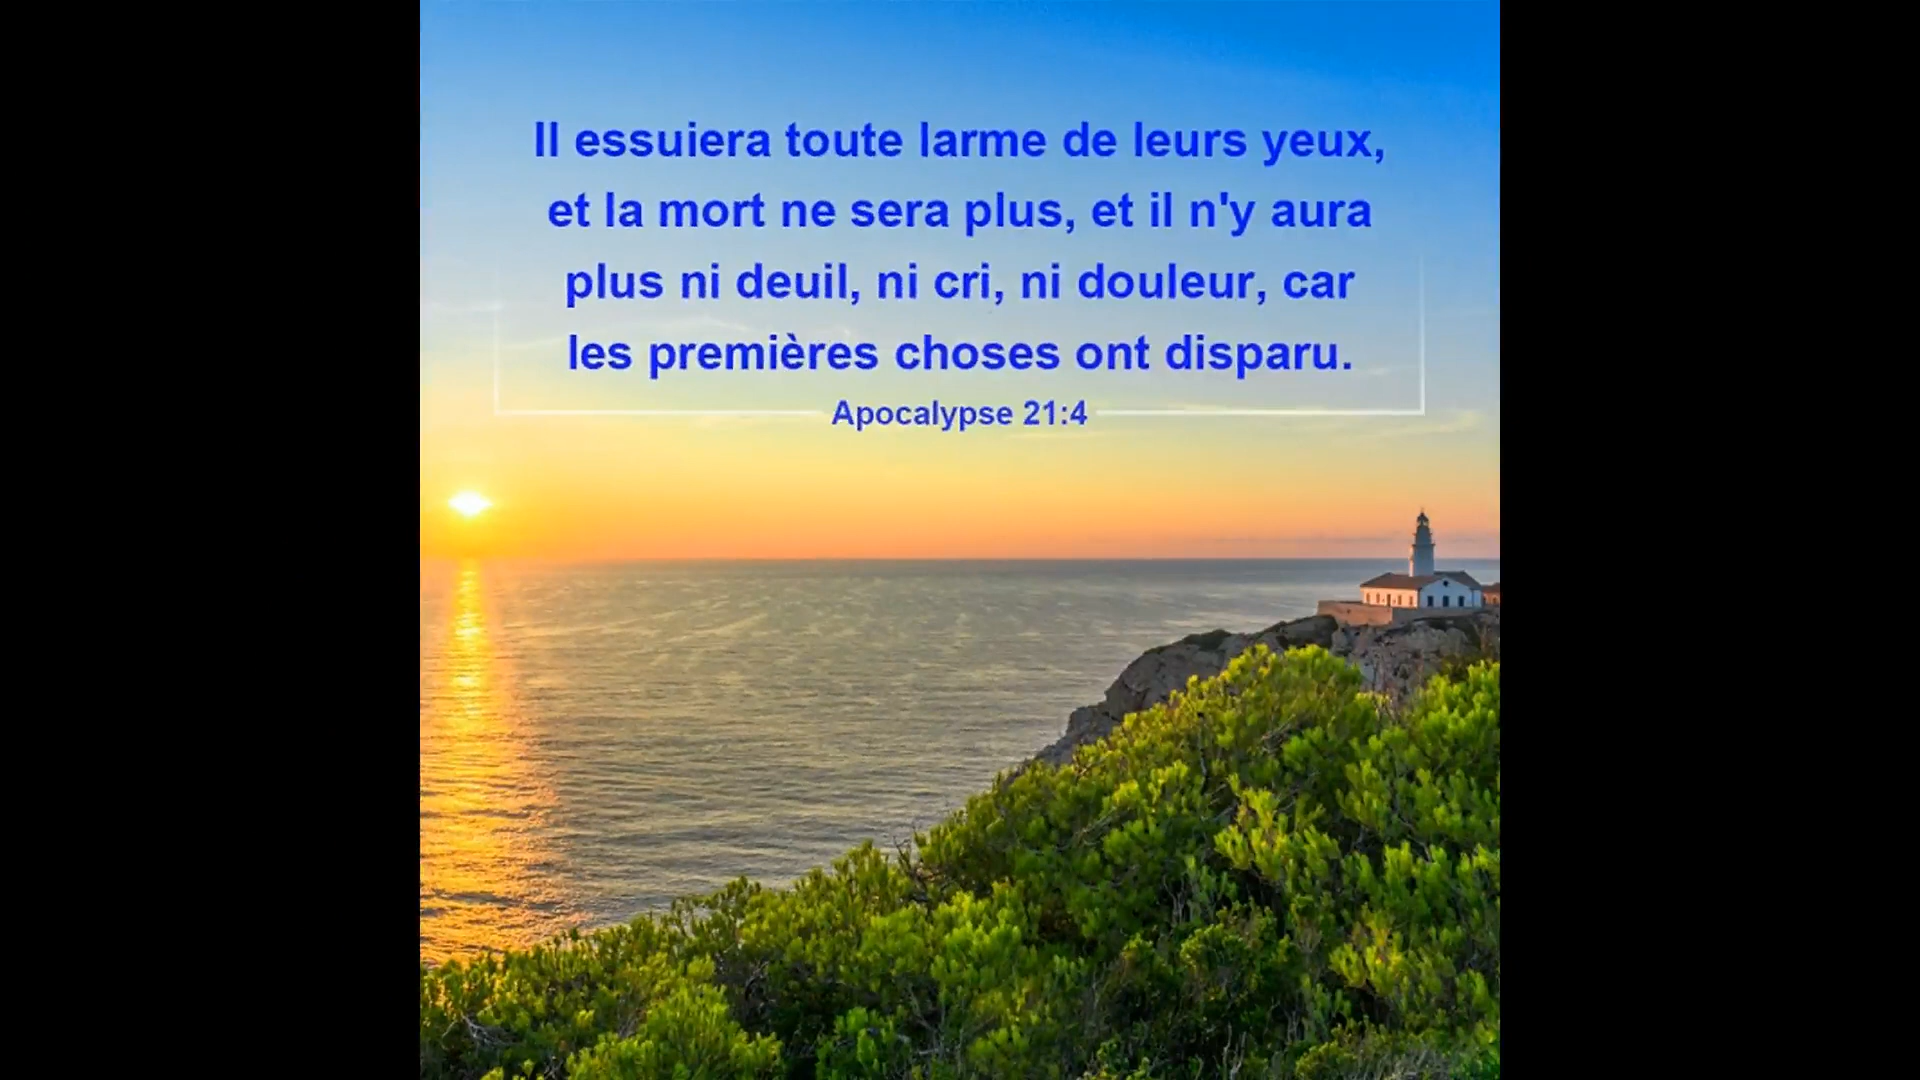 Il essuiera toute larme de leurs yeux,
et la mort ne sera plus, et il n'y aura
plus ni deuil, ni cri, ni douleur, car
les premières choses ont disparu.
Apocalypse 21:4